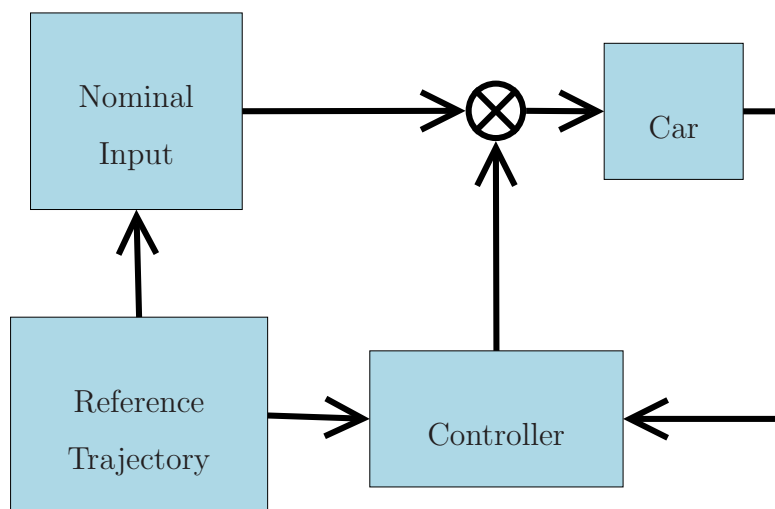 Nominal
Input
Car
Reference
Trajectory
Controller